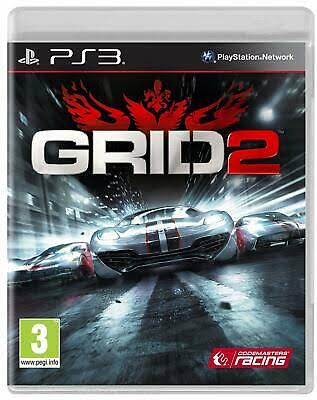 PS3
PlayStation®Network
GRID2
3
www.pegi.info
CODEMASTERS
racing